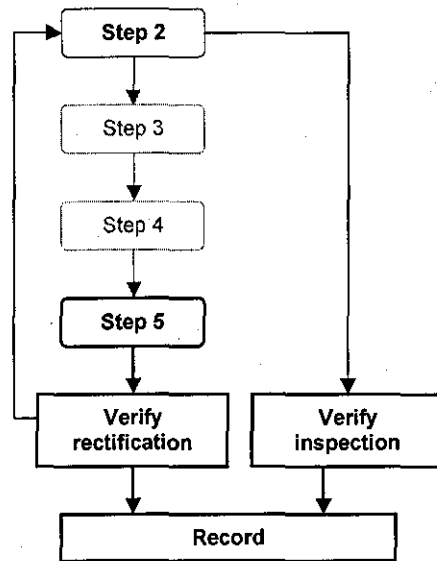 Step 2
Step 3
Step 4
Step 5
Verify
rectification
Verify
inspection
Record